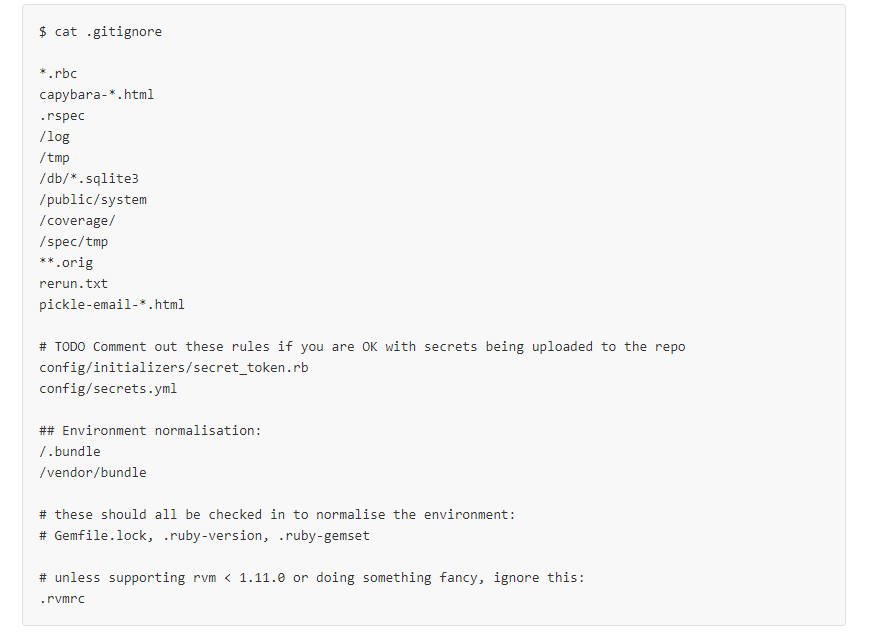 $ cat .gitignore
*.rbc
capybara-*.html
.rspec
/log
/tmp
/db/*.sqlite3
/public/system
/coverage/
/spec/tmp
**.orig
rerun.txt
pickle-email-*.html
# TODO Comment out these rules if you are OK with secrets being uploaded to the repo
config/initializers/secret_token.rb
config/secrets.yml
## Environment normalisation:
/.bundle
/vendor/bundle
# these should all be checked in to normalise the environment:
# Gemfile.lock, .ruby-version, .ruby-gemset
# unless supporting rvm < 1.11.0 or doing something fancy, ignore this:
.rvmrc